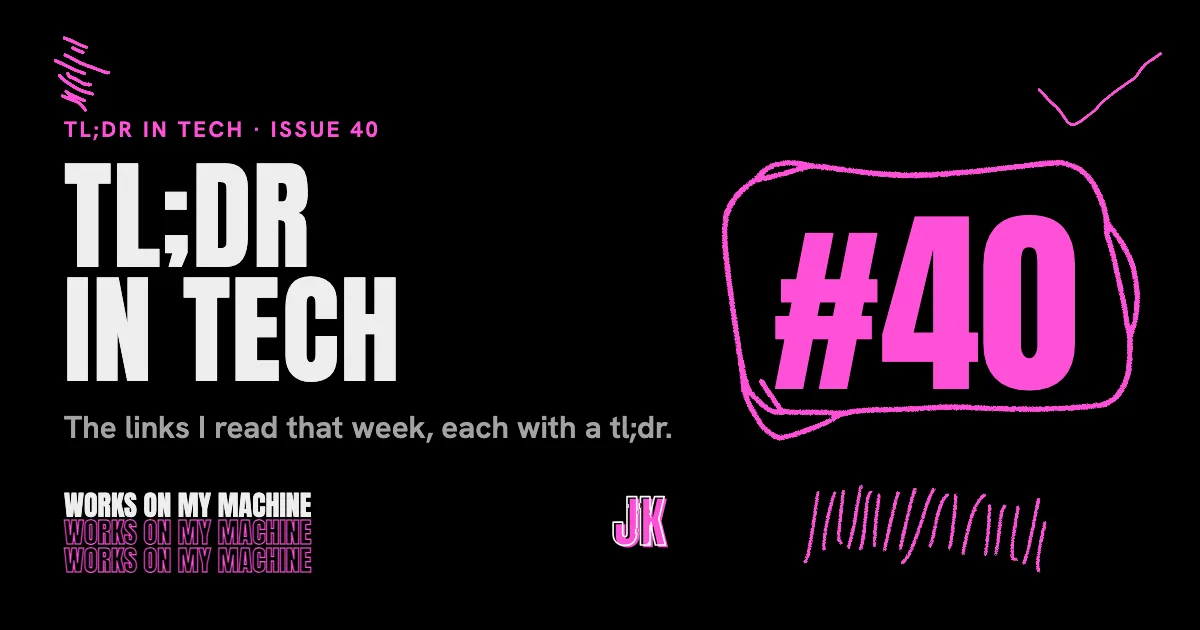 TL;DR IN TECH · ISSUE 40
TL;DR
IN TECH
The links I read that week, each with a tl;dr.
#40
WORKS ON MY MACHINE
WORKS ON MY MACHINE
WORKS ON MY MACHINE
JK